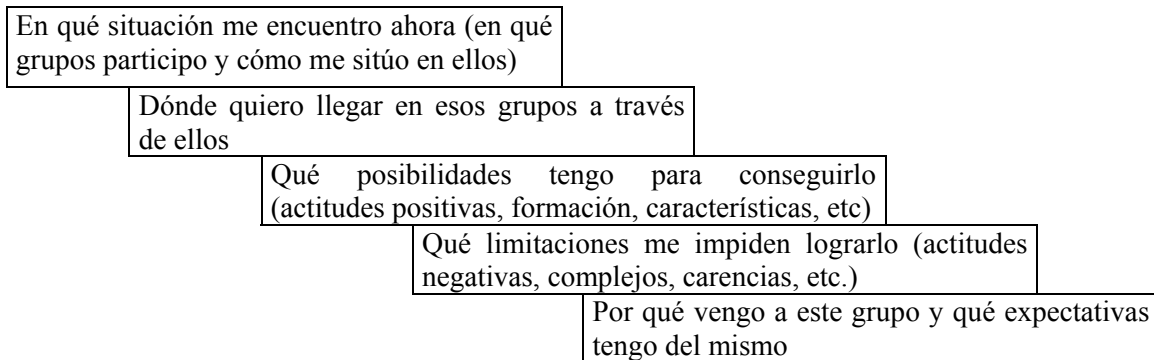 En qué situación me encuentro ahora (en qué
grupos participo y cómo me sitúo en ellos)
Dónde quiero llegar en esos grupos a través
de ellos
Qué posibilidades tengo para conseguirlo
(actitudes positivas, formación, características, etc)
Qué limitaciones me impiden lograrlo (actitudes
negativas, complejos, carencias, etc.)
Por qué vengo a este grupo y qué expectativas
tengo del mismo